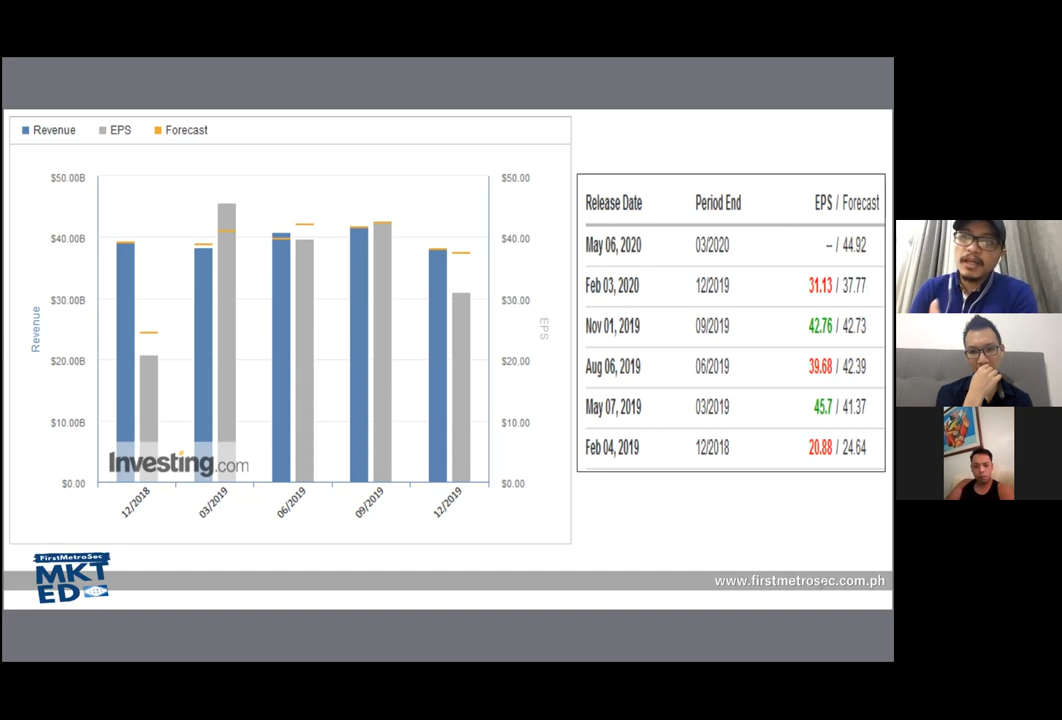 Revenue EPS Forecast
$50.00B $50.00
$40.00B $40.00
$30.00B $30.00
$20.00B $20.00
$10.00B $10.00
$0.00 $0.00
Revenue
EPS
Investing.com
12/2018 03/2019 06/2019 09/2019 12/2019
Release Date Period End EPS / Forecast
May 06, 2020 03/2020 -- / 44.92
Feb 03, 2020 12/2019 31.13 / 37.77
Nov 01, 2019 09/2019 42.76 / 42.73
Aug 06, 2019 06/2019 39.68 / 42.39
May 07, 2019 03/2019 45.7 / 41.37
Feb 04, 2019 12/2018 20.88 / 24.64
FirstMetroSec
MKT
ED
www.firstmetrosec.com.ph